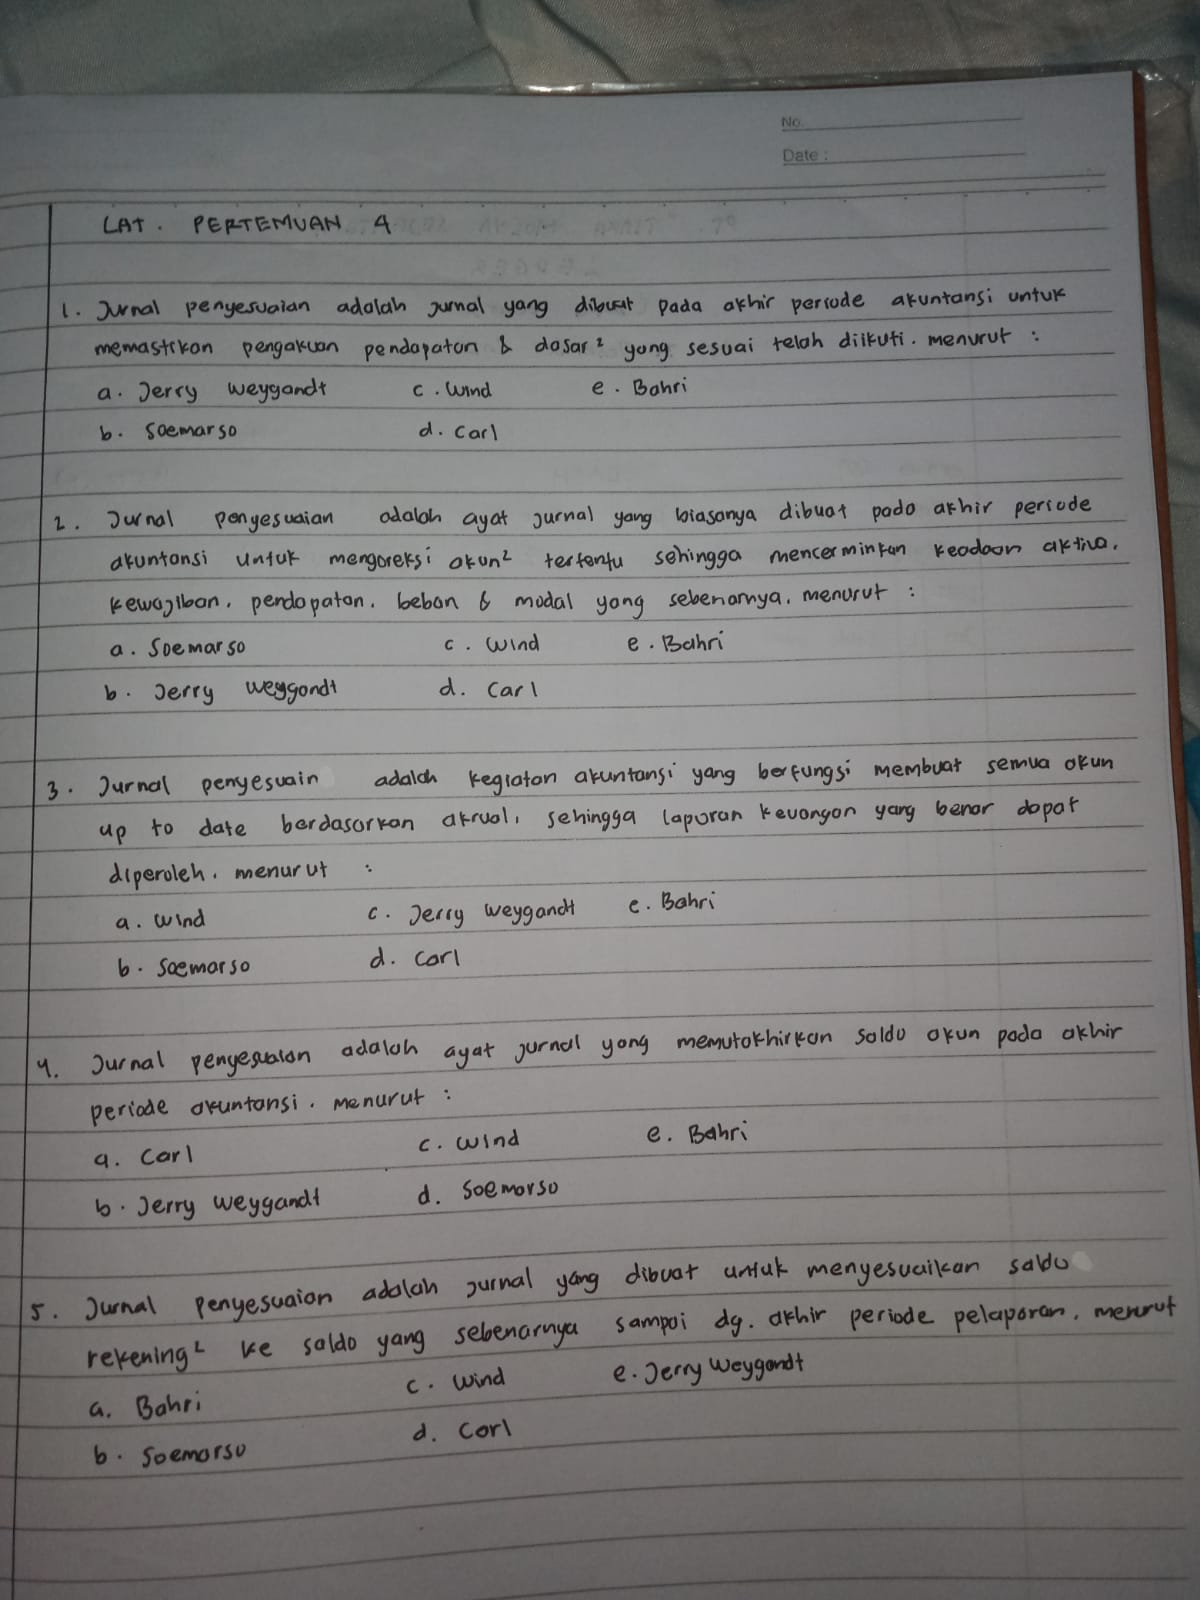 No.
Date :
LAT. PERTEMUAN 4
1. Jurnal penyesuaian adalah jurnal yang dibuat pada akhir periode akuntansi untuk
memastikan pengakuan pendapatan & dasar² yang sesuai telah diikuti. menurut :
a. Jerry Weygandt c. Wind e. Bahri
b. Soemarso d. Carl
2. Jurnal penyesuaian adalah ayat jurnal yang biasanya dibuat pada akhir periode
akuntansi untuk mengoreksi akun² tertentu sehingga mencerminkan keadaan aktiva,
kewajiban, pendapatan, beban & modal yang sebenarnya. menurut :
a. Soemarso c. Wind e. Bahri
b. Jerry Weygandt d. Carl
3. Jurnal penyesuain adalah kegiatan akuntansi yang berfungsi membuat semua akun
up to date berdasarkan akrual, sehingga laporan keuangan yang benar dapat
diperoleh. menurut :
a. Wind c. Jerry Weygandt e. Bahri
b. Soemarso d. Carl
4. Jurnal penyesuaian adalah ayat jurnal yang memutakhirkan saldo akun pada akhir
periode akuntansi. menurut :
a. Carl c. Wind e. Bahri
b. Jerry Weygandt d. Soemarso
5. Jurnal penyesuaian adalah jurnal yang dibuat untuk menyesuaikan saldo
rekening² ke saldo yang sebenarnya sampai dg. akhir periode pelaporan. menurut
a. Bahri c. Wind e. Jerry Weygandt
b. Soemarso d. Carl